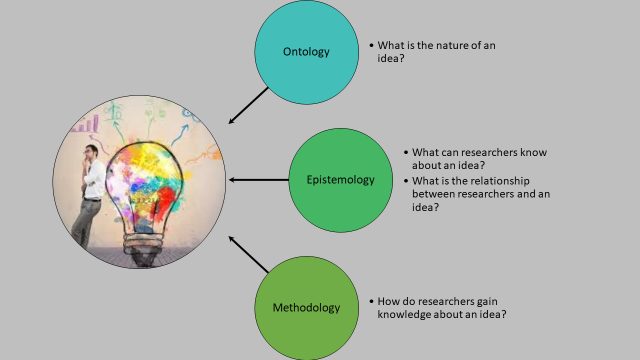 Ontology
• What is the nature of an
idea?
Epistemology
• What can researchers know
about an idea?
• What is the relationship
between researchers and an
idea?
Methodology
• How do researchers gain
knowledge about an idea?